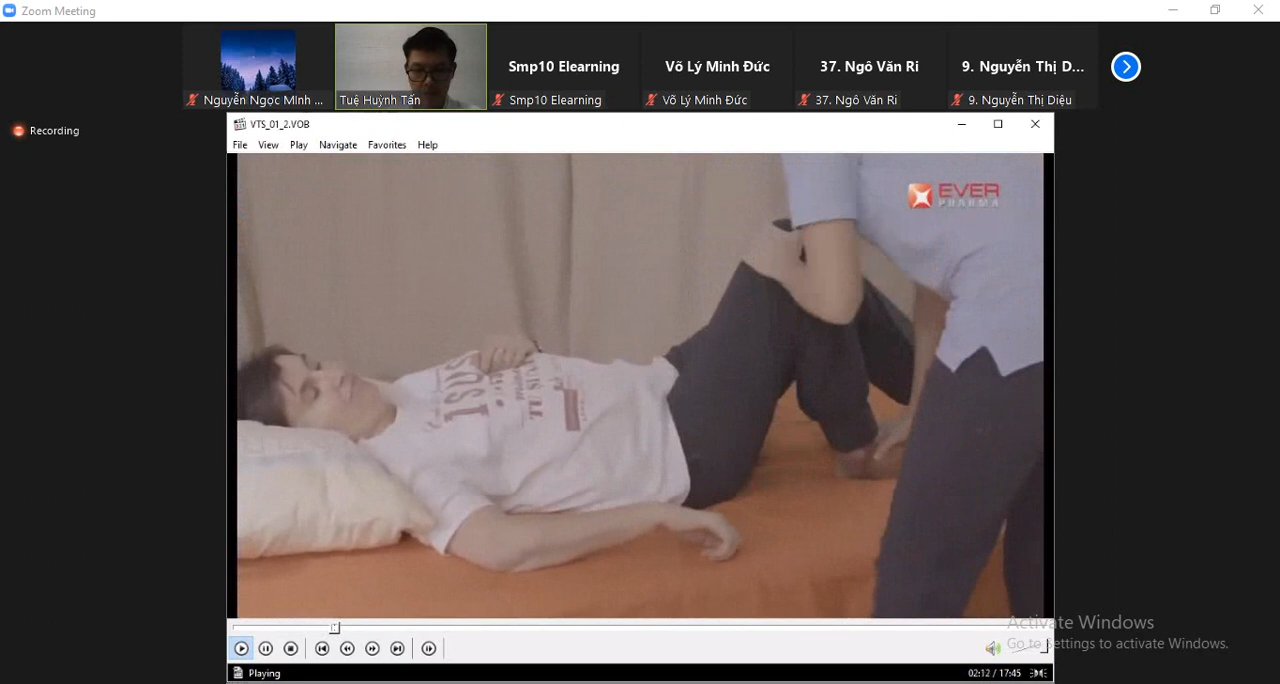 Zoom Meeting
Smp10 Elearning
Võ Lý Minh Đức
37. Ngô Văn Ri
9. Nguyễn Thị D...
Nguyễn Ngọc MInh ...
Tuệ Huỳnh Tấn
Smp10 Elearning
Võ Lý Minh Đức
37. Ngô Văn Ri
9. Nguyễn Thị Diệu
Recording
VTS_01_2.VOB
File View Play Navigate Favorites Help
EVER
PHARMA
Activate Windows
Go to Settings to activate Windows.
Playing
02:12 / 17:45